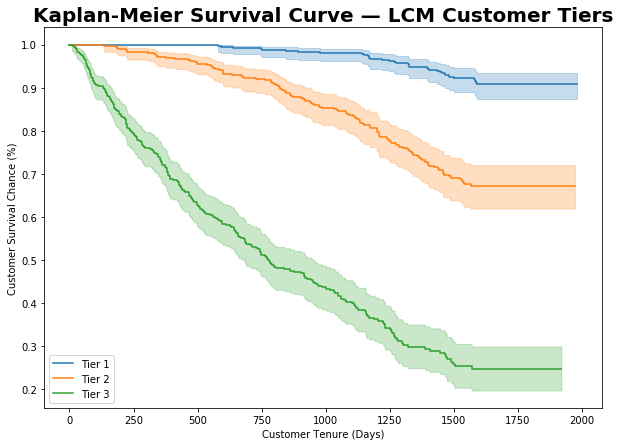 Kaplan-Meier Survival Curve — LCM Customer Tiers
Customer Survival Chance (%)
1.0
0.9
0.8
0.7
0.6
0.5
0.4
0.3
0.2
Tier 1
Tier 2
Tier 3
0 250 500 750 1000 1250 1500 1750 2000
Customer Tenure (Days)